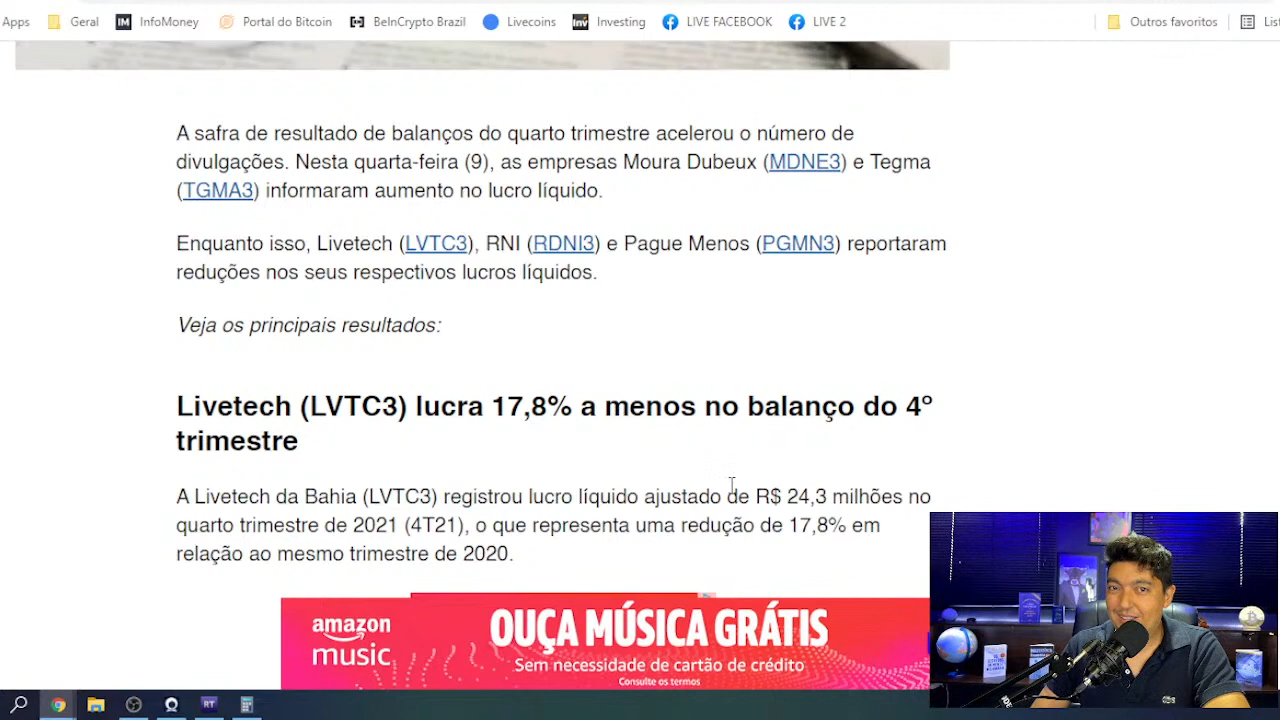 Apps
Geral
IM InfoMoney
Portal do Bitcoin
BeInCrypto Brazil
Livecoins
Inv Investing
LIVE FACEBOOK
LIVE 2
Outros favoritos
A safra de resultado de balanços do quarto trimestre acelerou o número de
divulgações. Nesta quarta-feira (9), as empresas Moura Dubeux (MDNE3) e Tegma
(TGMA3) informaram aumento no lucro líquido.
Enquanto isso, Livetech (LVTC3), RNI (RDNI3) e Pague Menos (PGMN3) reportaram
reduções nos seus respectivos lucros líquidos.
Veja os principais resultados:
Livetech (LVTC3) lucra 17,8% a menos no balanço do 4º
trimestre
A Livetech da Bahia (LVTC3) registrou lucro líquido ajustado de R$ 24,3 milhões no
quarto trimestre de 2021 (4T21), o que representa uma redução de 17,8% em
relação ao mesmo trimestre de 2020.
amazon
music
OUÇA MÚSICA GRÁTIS
Sem necessidade de cartão de crédito
Consulte os termos
RT